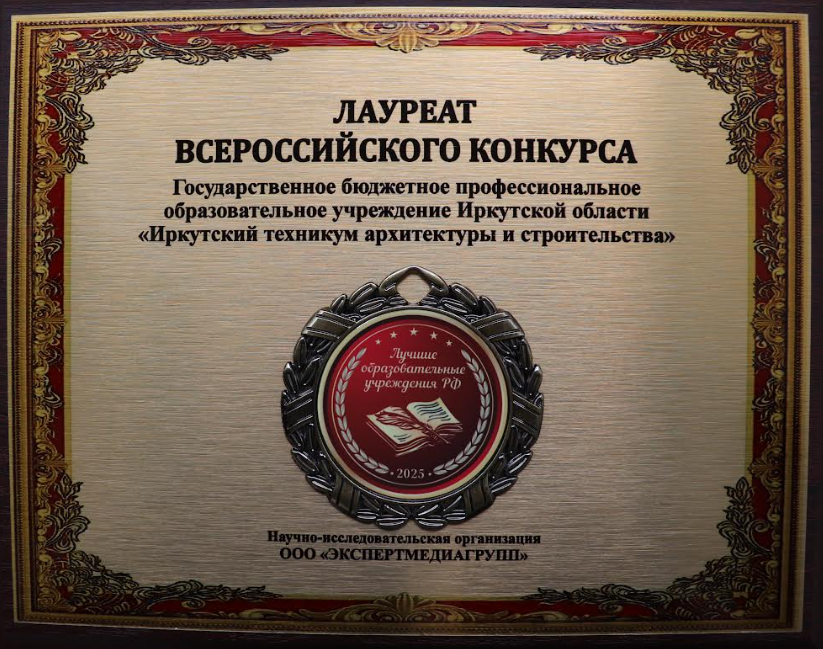 ЛАУРЕАТ
ВСЕРОССИЙСКОГО КОНКУРСА
Государственное бюджетное профессиональное
образовательное учреждение Иркутской области
«Иркутский техникум архитектуры и строительства»
Лучшие
образовательные
учреждения РФ
• 2025 •
Научно-исследовательская организация
ООО «ЭКСПЕРТМЕДИАГРУПП»